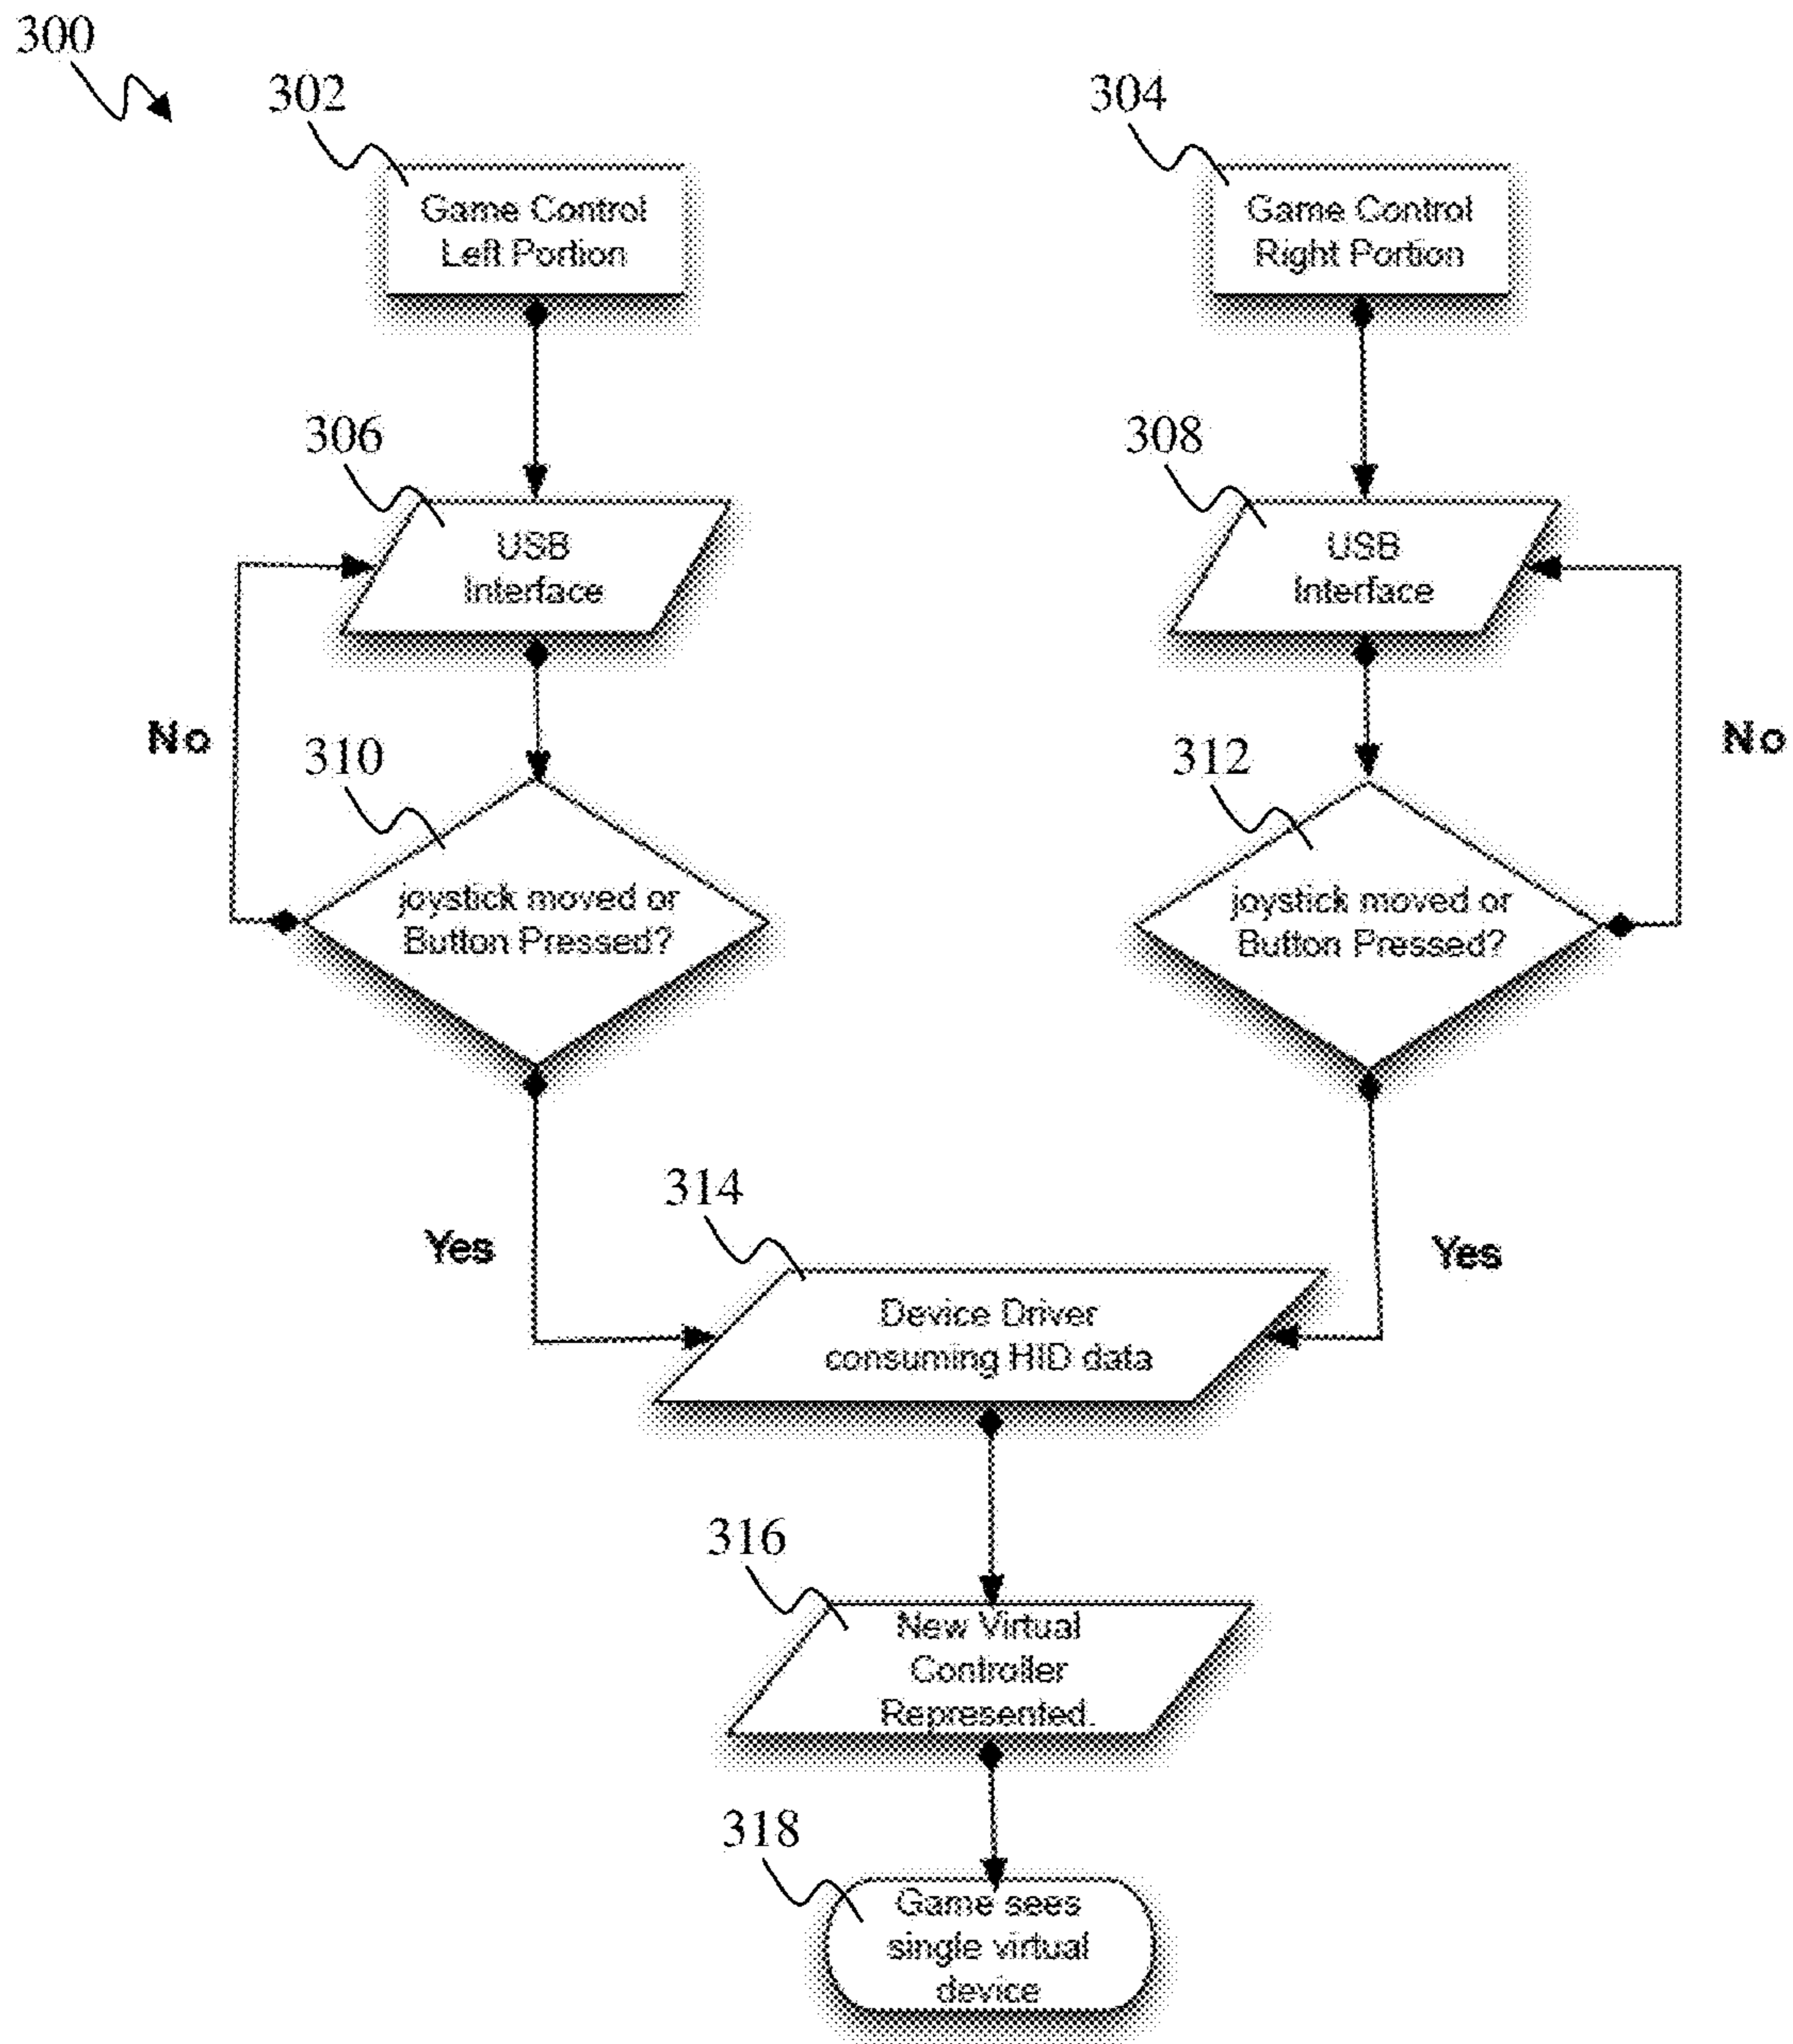 300
302
304
Game Control
Left Portion
Game Control
Right Portion
306
308
USB
Interface
USB
Interface
No
No
310
312
joystick moved or
Button Pressed?
joystick moved or
Button Pressed?
314
Yes
Yes
Device Driver
consuming HID data
316
New Virtual
Controller
Represented.
318
Game sees
single virtual
device